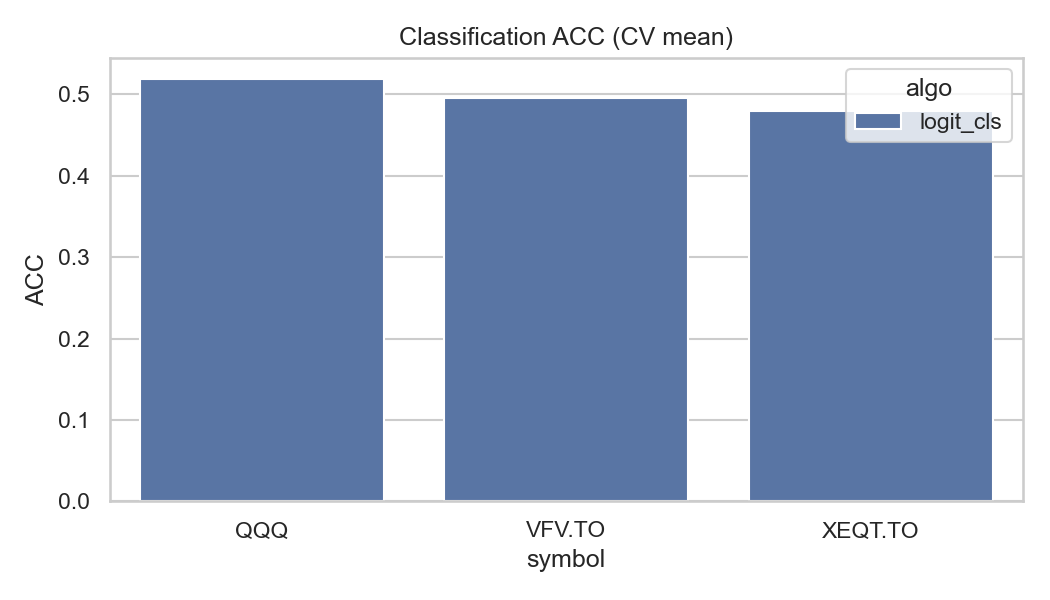 Classification ACC (CV mean)
algo
logit_cls
ACC
0.5
0.4
0.3
0.2
0.1
0.0
QQQ
VFV.TO
XEQT.TO
symbol